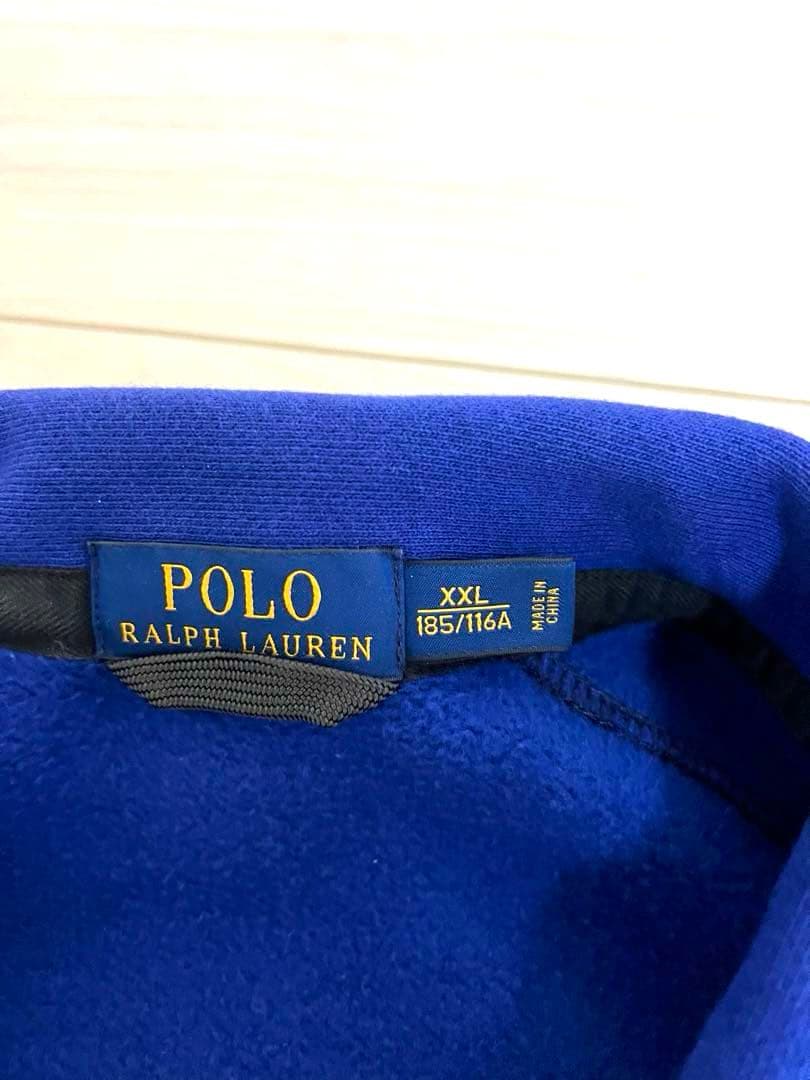 POLO
RALPH LAUREN
XXL
185/116A
MADE IN
CHINA